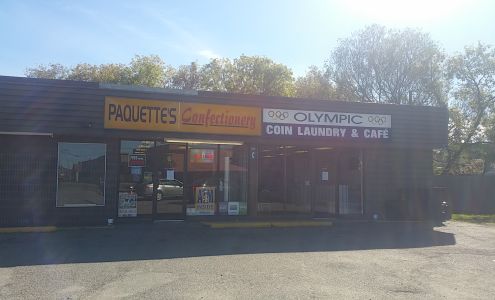 PAQUETTE'S Confectionery
OLYMPIC
COIN LAUNDRY & CAFÉ